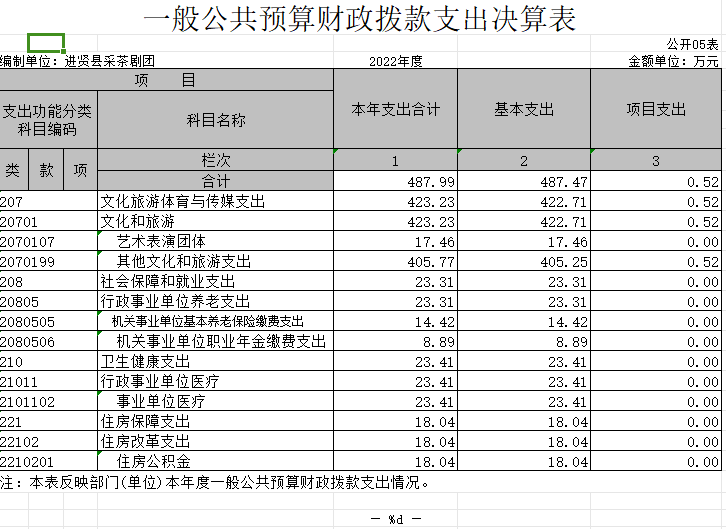 一般公共预算财政拨款支出决算表
公开05表
编制单位：进贤县采茶剧团 2022年度 金额单位：万元
项 目 本年支出合计 基本支出 项目支出
支出功能分类科目编码 科目名称
类 款 项 栏次 1 2 3
合计 487.99 487.47 0.52
207 文化旅游体育与传媒支出 423.23 422.71 0.52
20701 文化和旅游 423.23 422.71 0.52
2070107 艺术表演团体 17.46 17.46 0.00
2070199 其他文化和旅游支出 405.77 405.25 0.52
208 社会保障和就业支出 23.31 23.31 0.00
20805 行政事业单位养老支出 23.31 23.31 0.00
2080505 机关事业单位基本养老保险缴费支出 14.42 14.42 0.00
2080506 机关事业单位职业年金缴费支出 8.89 8.89 0.00
210 卫生健康支出 23.41 23.41 0.00
21011 行政事业单位医疗 23.41 23.41 0.00
2101102 事业单位医疗 23.41 23.41 0.00
221 住房保障支出 18.04 18.04 0.00
22102 住房改革支出 18.04 18.04 0.00
2210201 住房公积金 18.04 18.04 0.00
注：本表反映部门(单位)本年度一般公共预算财政拨款支出情况。
— %d —